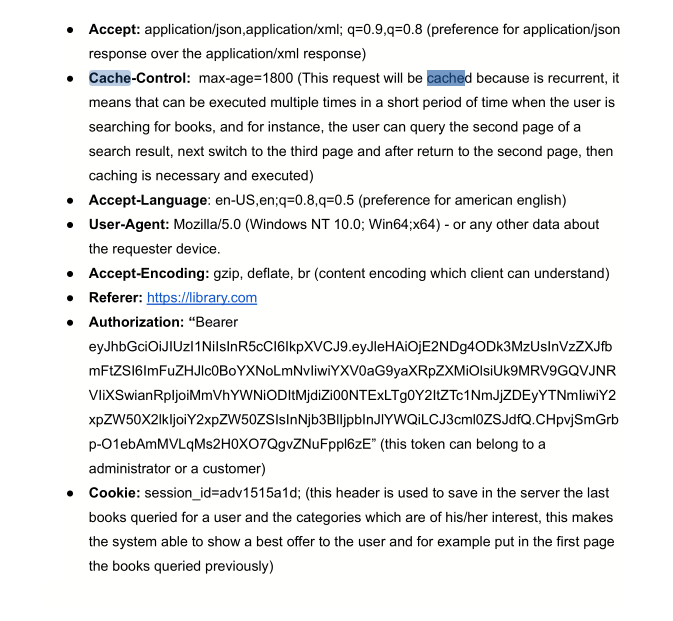 ● Accept: application/json,application/xml; q=0.9,q=0.8 (preference for application/json
response over the application/xml response)
● Cache-Control:  max-age=1800 (This request will be cached because is recurrent, it
means that can be executed multiple times in a short period of time when the user is
searching for books, and for instance, the user can query the second page of a
search result, next switch to the third page and after return to the second page, then
caching is necessary and executed)
● Accept-Language: en-US,en;q=0.8,q=0.5 (preference for american english)
● User-Agent: Mozilla/5.0 (Windows NT 10.0; Win64;x64) - or any other data about
the requester device.
● Accept-Encoding: gzip, deflate, br (content encoding which client can understand)
● Referer: https://library.com
● Authorization: “Bearer
eyJhbGciOiJIUzI1NiIsInR5cCI6IkpXVCJ9.eyJleHAiOjE2NDg4ODk3MzUsInVzZXJfb
mFtZSI6ImFuZHJlc0BoYXNoLmNvIiwiYXV0aG9yaXRpZXMiOlsiUk9MRV9GQVJNR
VIiXSwianRpIjoiMmVhYWNiODItMjdiZi00NTExLTg0Y2ItZTc1NmJjZDEyYTNmIiwiY2
xpZW50X2lkIjoiY2xpZW50ZSIsInNjb3BlIjpbInJlYWQiLCJ3cml0ZSJdfQ.CHpvjSmGrb
p-O1ebAmMVLqMs2H0XO7QgvZNuFppl6zE” (this token can belong to a
administrator or a customer)
● Cookie: session_id=adv1515a1d; (this header is used to save in the server the last
books queried for a user and the categories which are of his/her interest, this makes
the system able to show a best offer to the user and for example put in the first page
the books queried previously)